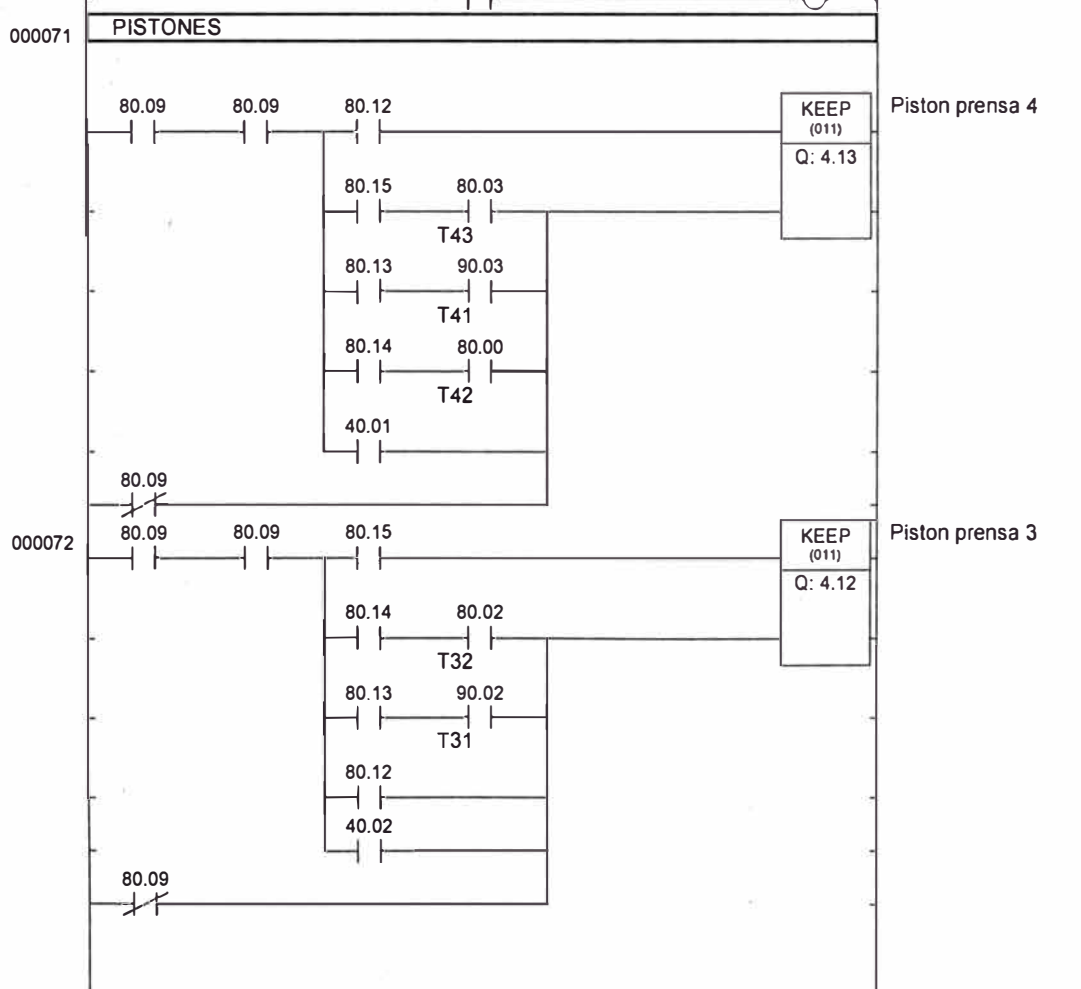 000071
PISTONES
80.09 80.09 80.12
KEEP
(011)
Q: 4.13
Piston prensa 4
80.15 80.03
T43
80.13 90.03
T41
80.14 80.00
T42
40.01
80.09
000072
80.09 80.09 80.15
KEEP
(011)
Q: 4.12
Piston prensa 3
80.14 80.02
T32
80.13 90.02
T31
80.12
40.02
80.09